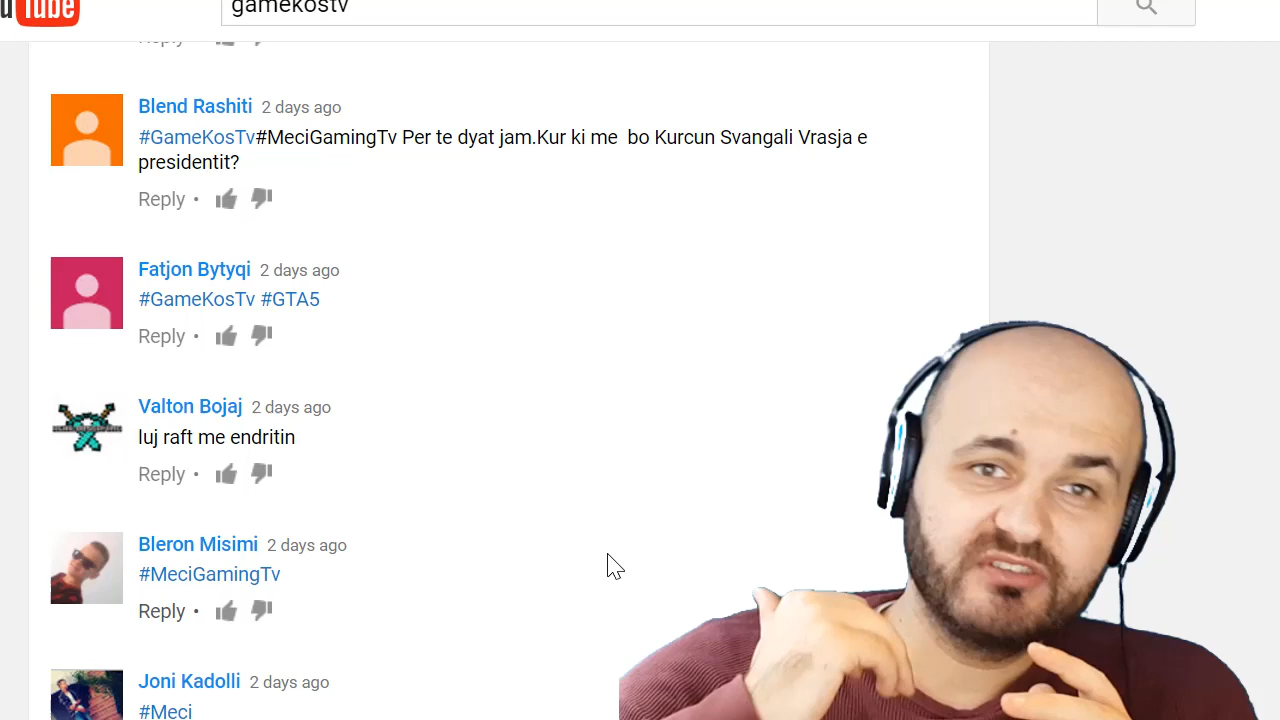 Tube
gamekostv
Reply
Blend Rashiti 2 days ago
#GameKosTv#MeciGamingTv Per te dyat jam.Kur ki me bo Kurcun Svangali Vrasja e
presidentit?
Reply •
Fatjon Bytyqi 2 days ago
#GameKosTv #GTA5
Reply •
Valton Bojaj 2 days ago
luj raft me endritin
Reply •
Bleron Misimi 2 days ago
#MeciGamingTv
Reply •
Joni Kadolli 2 days ago
#Meci